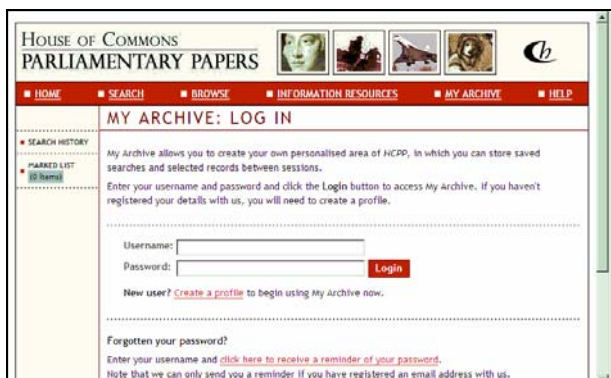 HOUSE OF COMMONS
PARLIAMENTARY PAPERS
Ch
HOME SEARCH BROWSE INFORMATION RESOURCES MY ARCHIVE HELP
MY ARCHIVE: LOG IN
SEARCH HISTORY
MARKED LIST
(0 items)
My Archive allows you to create your own personalised area of HCPP, in which you can store saved
searches and selected records between sessions.
Enter your username and password and click the Login button to access My Archive. If you haven't
registered your details with us, you will need to create a profile.
Username:
Password: Login
New user? Create a profile to begin using My Archive now.
Forgotten your password?
Enter your username and click here to receive a reminder of your password.
Note that we can only send you a reminder if you have registered an email address with us.